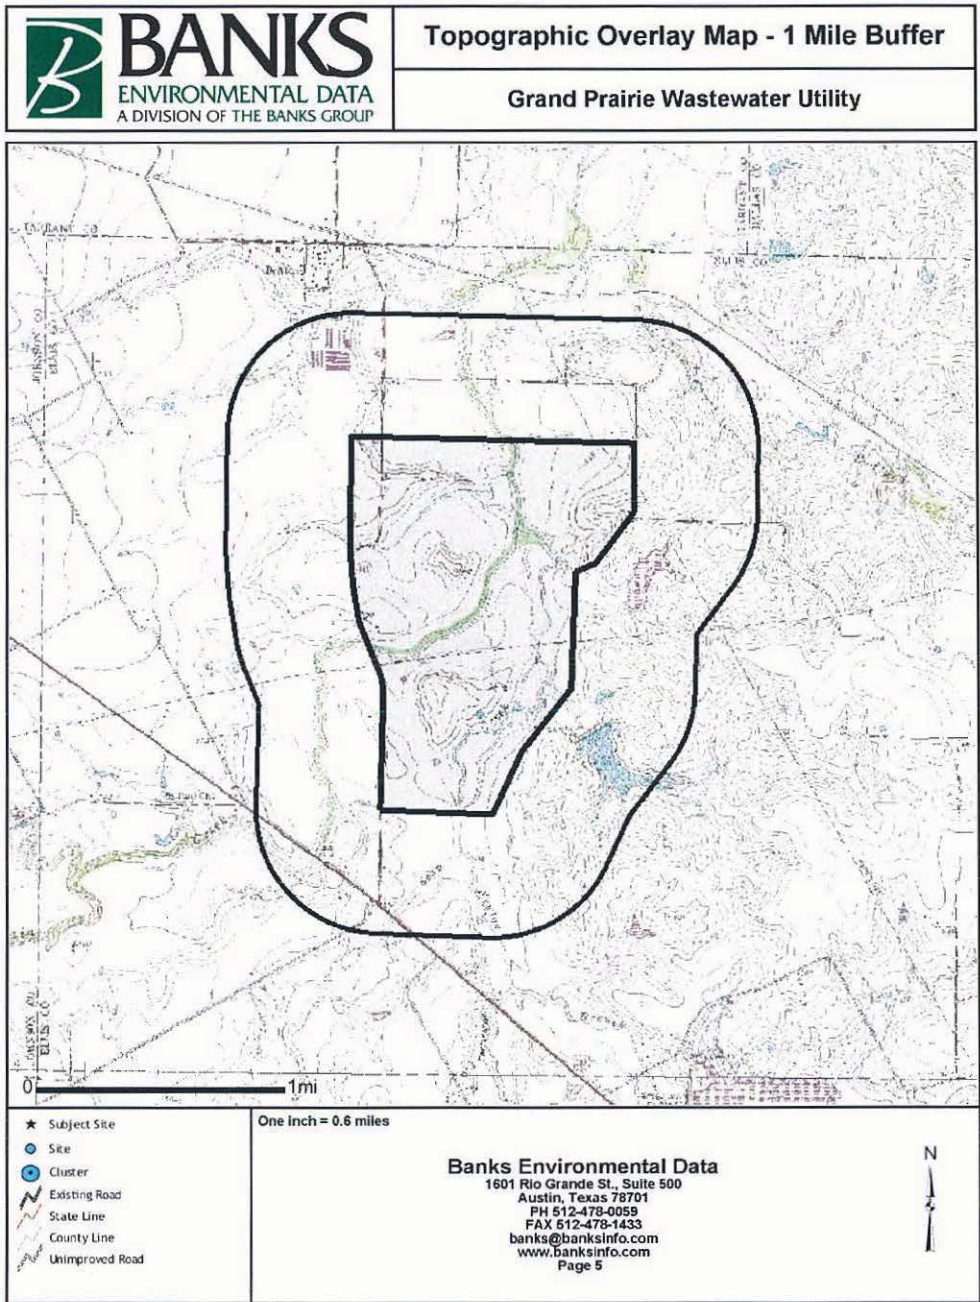 BANKS
ENVIRONMENTAL DATA
A DIVISION OF THE BANKS GROUP
Topographic Overlay Map - 1 Mile Buffer
Grand Prairie Wastewater Utility
TARRANT CO
ELLIS CO
JOHNSON CO
ELLIS CO
ELLIS CO
0
1mi
Subject Site
Site
Cluster
Existing Road
State Line
County Line
Unimproved Road
One inch = 0.6 miles
Banks Environmental Data
1601 Rio Grande St., Suite 500
Austin, Texas 78701
PH 512-478-0059
FAX 512-478-1433
banks@banksinfo.com
www.banksinfo.com
Page 5
N